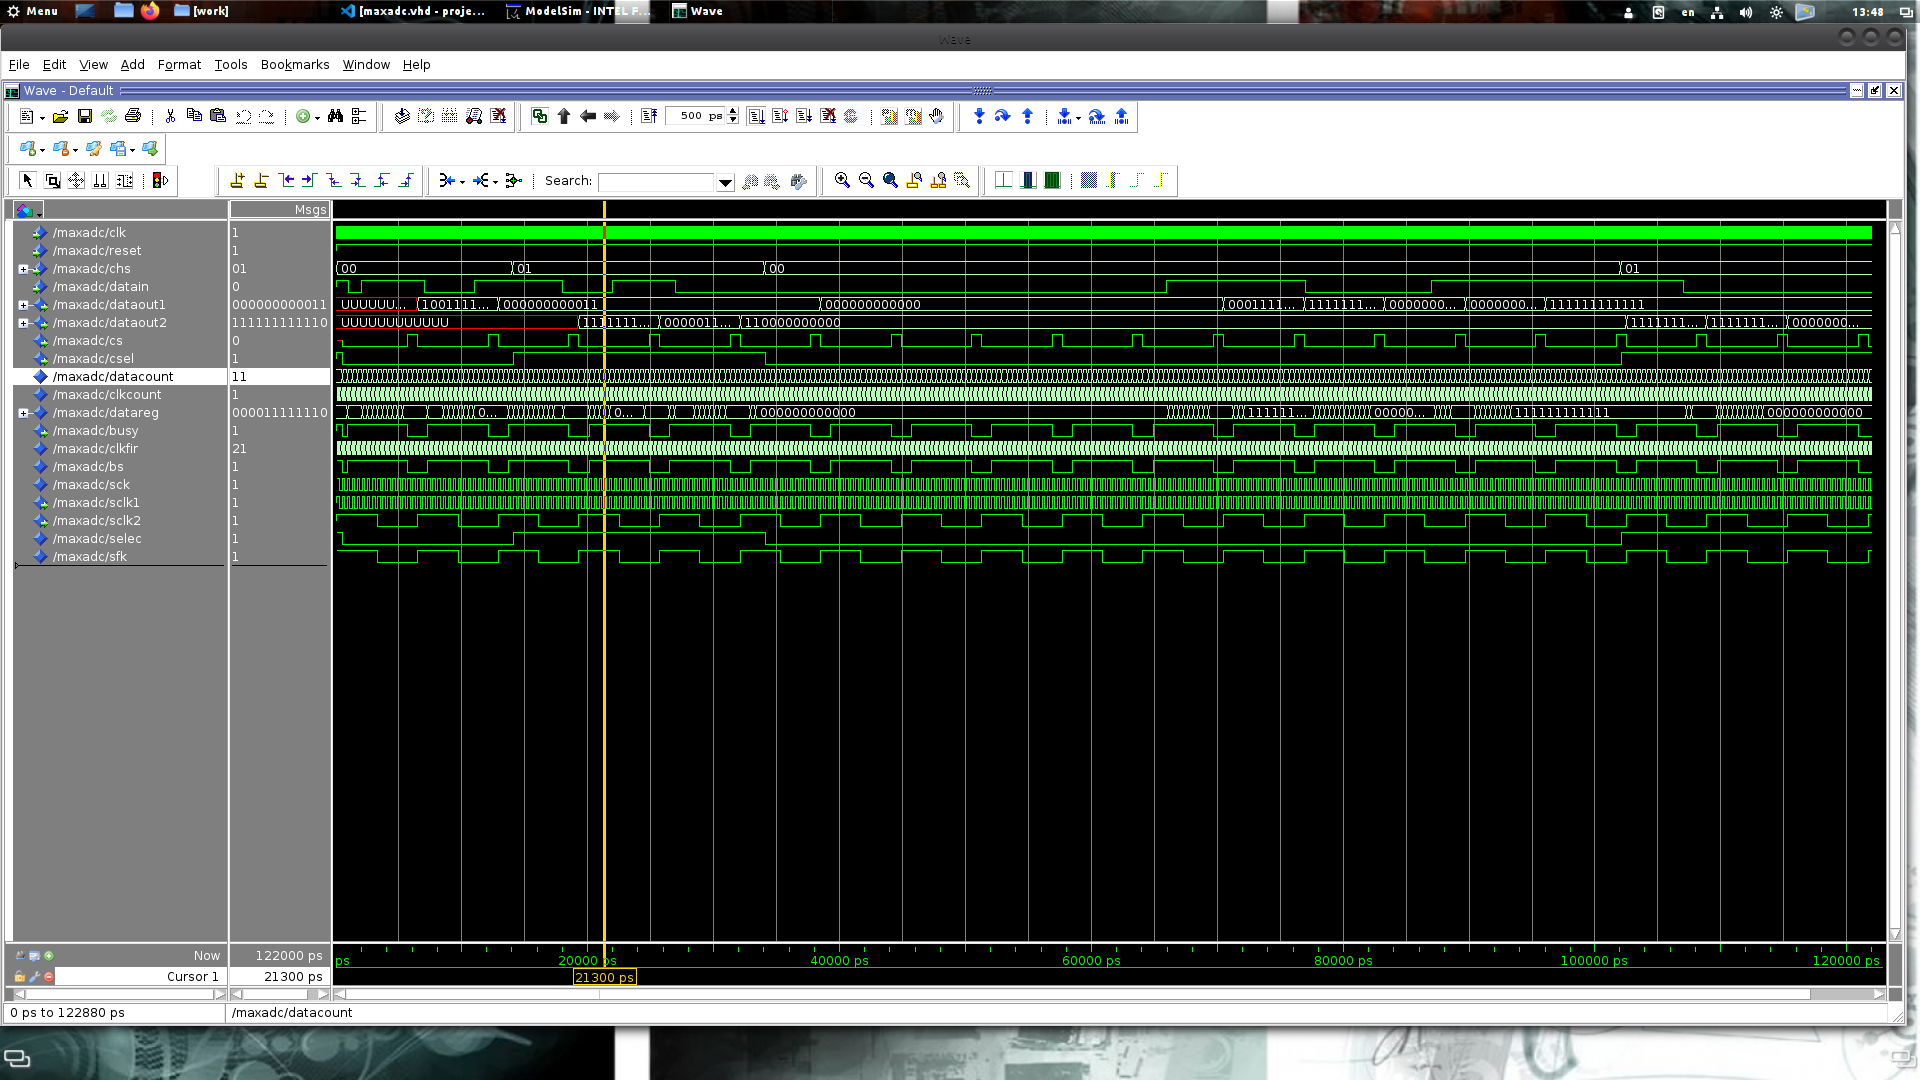 Menu [work] [maxadc.vhd - proje... ModelSim - INTEL F... Wave en 13:48
Wave
File Edit View Add Format Tools Bookmarks Window Help
Wave - Default
500 ps
Search:
Msgs
/maxadc/clk 1
/maxadc/reset 1
/maxadc/chs 01 00 01 00 01
/maxadc/datain 0
/maxadc/dataout1 000000000011 UUUUUU... 1001111... 000000000011 000000000000 0001111... 1111111... 0000000... 0000000... 111111111111
/maxadc/dataout2 111111111110 UUUUUUUUUUUU 1111111... 0000011... 110000000000 1111111... 1111111... 0000000...
/maxadc/cs 0
/maxadc/csel 1
/maxadc/datacount 11
/maxadc/clkcount 1
/maxadc/datareg 000011111110 0... 0... 000000000000 111111... 00000... 111111111111 000000000000
/maxadc/busy 1
/maxadc/clkfir 21
/maxadc/bs 1
/maxadc/sck 1
/maxadc/sclk1 1
/maxadc/sclk2 1
/maxadc/selec 1
/maxadc/sfk 1
Now 122000 ps ps 20000 ps 40000 ps 60000 ps 80000 ps 100000 ps 120000 ps
Cursor 1 21300 ps 21300 ps
0 ps to 122880 ps /maxadc/datacount